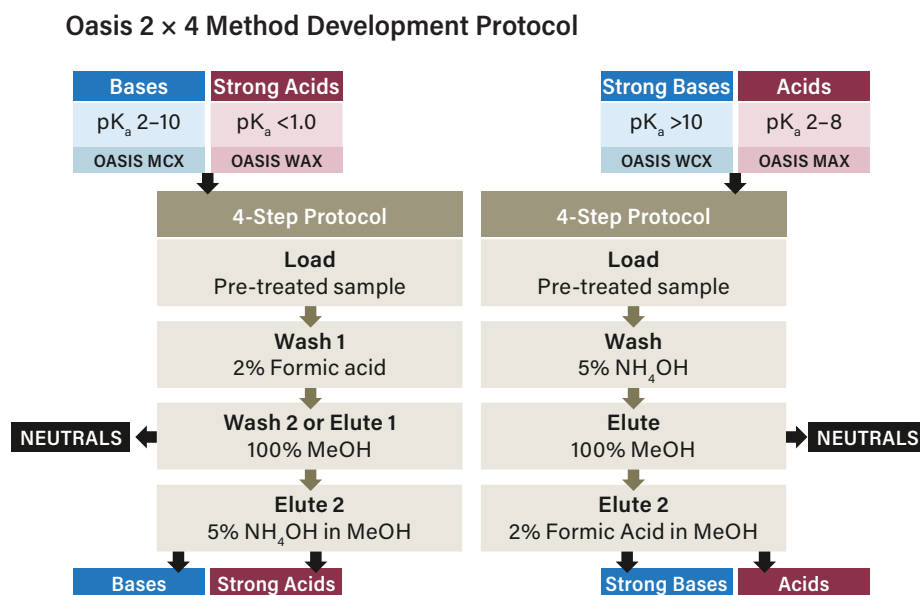 Oasis 2 × 4 Method Development Protocol
Bases
Strong Acids
pKₐ 2–10
pKₐ <1.0
OASIS MCX
OASIS WAX
4-Step Protocol
Load
Pre-treated sample
Wash 1
2% Formic acid
NEUTRALS
Wash 2 or Elute 1
100% MeOH
Elute 2
5% NH₄OH in MeOH
Bases
Strong Acids
Strong Bases
Acids
pKₐ >10
pKₐ 2–8
OASIS WCX
OASIS MAX
4-Step Protocol
Load
Pre-treated sample
Wash
5% NH₄OH
Elute
100% MeOH
NEUTRALS
Elute 2
2% Formic Acid in MeOH
Strong Bases
Acids